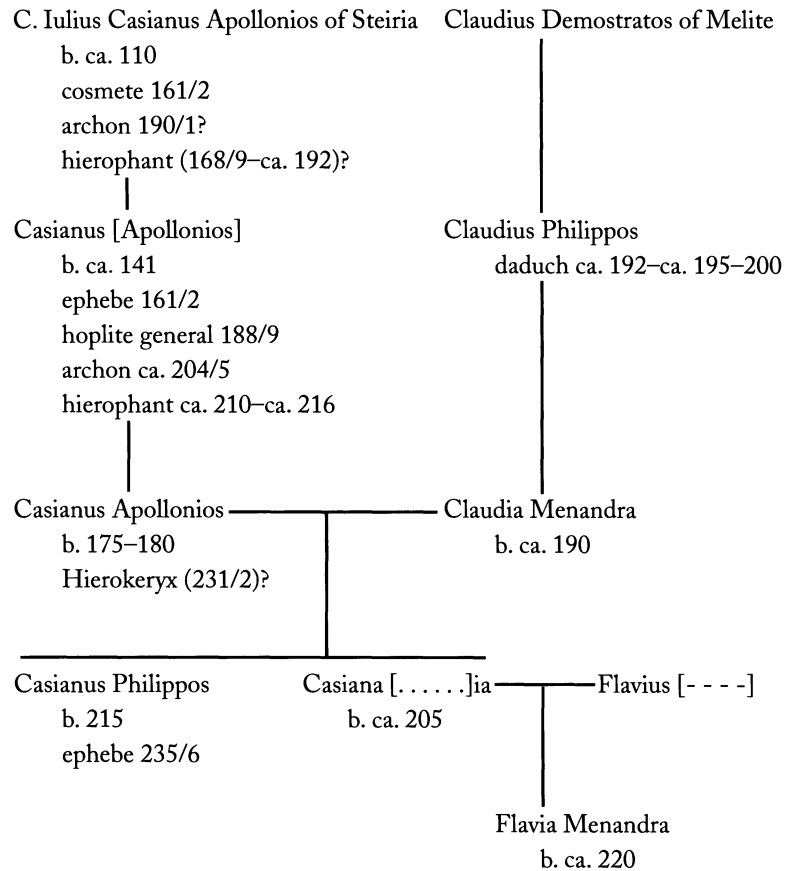 C. Iulius Casianus Apollonios of Steiria
b. ca. 110
cosmete 161/2
archon 190/1?
hierophant (168/9–ca. 192)?
Claudius Demostratos of Melite
Casianus [Apollonios]
b. ca. 141
ephebe 161/2
hoplite general 188/9
archon ca. 204/5
hierophant ca. 210–ca. 216
Claudius Philippos
daduch ca. 192–ca. 195–200
Casianus Apollonios
b. 175–180
Hierokeryx (231/2)?
Claudia Menandra
b. ca. 190
Casianus Philippos
b. 215
ephebe 235/6
Casiana [. . . . . .]ia
b. ca. 205
Flavius [- - - -]
Flavia Menandra
b. ca. 220